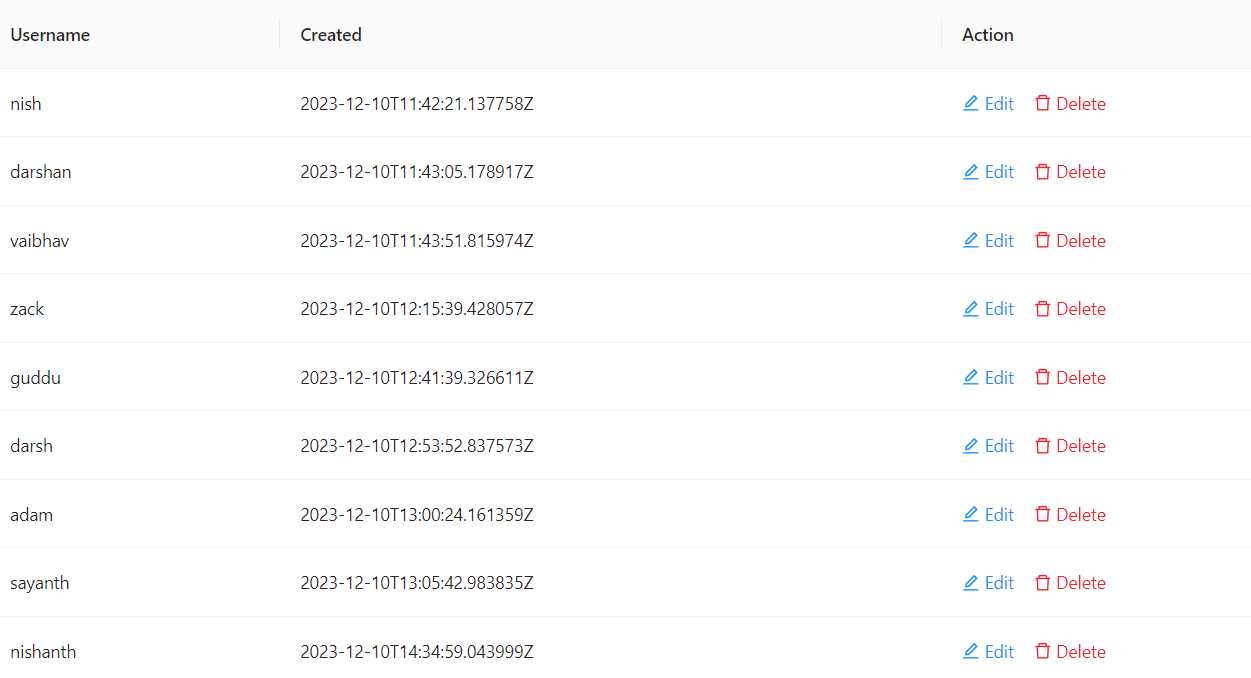 Username Created Action
nish 2023-12-10T11:42:21.137758Z Edit Delete
darshan 2023-12-10T11:43:05.178917Z Edit Delete
vaibhav 2023-12-10T11:43:51.815974Z Edit Delete
zack 2023-12-10T12:15:39.428057Z Edit Delete
guddu 2023-12-10T12:41:39.326611Z Edit Delete
darsh 2023-12-10T12:53:52.837573Z Edit Delete
adam 2023-12-10T13:00:24.161359Z Edit Delete
sayanth 2023-12-10T13:05:42.983835Z Edit Delete
nishanth 2023-12-10T14:34:59.043999Z Edit Delete